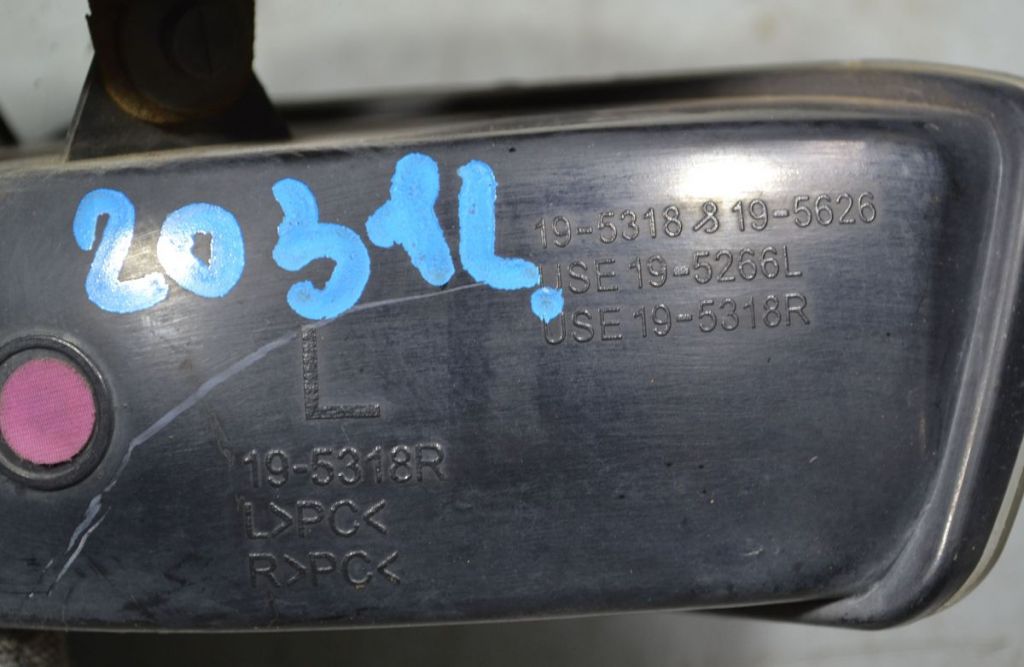 2031L.
19-5318 & 19-5626
USE 19-5266L
USE 19-5318R
L
19-5318R
L>PC<
R>PC<